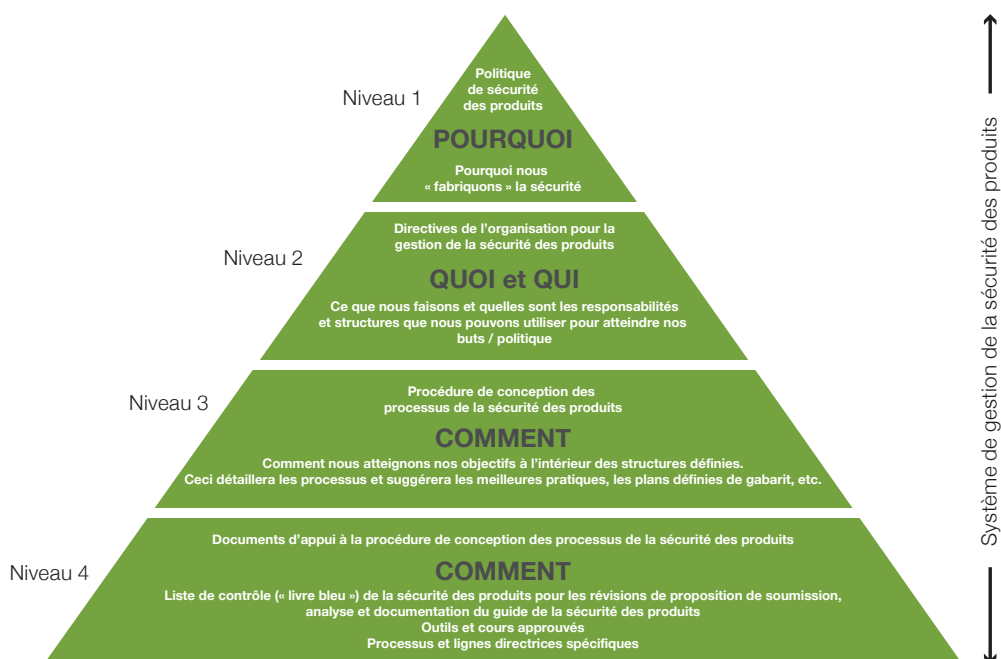 Niveau 1
Politique
de sécurité
des produits
POURQUOI
Pourquoi nous
« fabriquons » la sécurité
Niveau 2
Directives de l’organisation pour la
gestion de la sécurité des produits
QUOI et QUI
Ce que nous faisons et quelles sont les responsabilités
et structures que nous pouvons utiliser pour atteindre nos
buts / politique
Niveau 3
Procédure de conception des
processus de la sécurité des produits
COMMENT
Comment nous atteignons nos objectifs à l’intérieur des structures définies.
Ceci détaillera les processus et suggérera les meilleures pratiques, les plans définies de gabarit, etc.
Niveau 4
Documents d’appui à la procédure de conception des processus de la sécurité des produits
COMMENT
Liste de contrôle (« livre bleu ») de la sécurité des produits pour les révisions de proposition de soumission,
analyse et documentation du guide de la sécurité des produits
Outils et cours approuvés
Processus et lignes directrices spécifiques
Système de gestion de la sécurité des produits